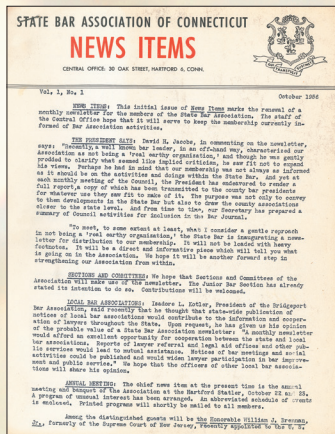 STATE BAR ASSOCIATION OF CONNECTICUT
NEWS ITEMS
CENTRAL OFFICE: 30 OAK STREET, HARTFORD 6, CONN.
Vol, 1, No. 1
October 1956
NEWS ITEMS: This initial issue of News Items marks the renewal of a
monthly newsletter for the members of the State Bar Association. The staff of
the Central Office hope that it will serve to keep the membership currently in-
formed of Bar Association activities.
THE PRESIDENT SAYS: David H. Jacobs, in commenting on the newsletter,
says: "Recently, a well known bar leader, in an offhand way, characterized our
Association as not being a 'real earthy organization,' and though he was gently
prodded to clarify what seemed like implied criticism, he saw fit not to expand
his views. Perhaps he had in mind that our membership was not always as informed
as it should be on the activities and doings within the State Bar. And yet at
each monthly meeting of the Council, the President has endeavored to render a
full report, a copy of which has been transmitted to the county bar presidents
for whatever use they saw fit to make of it. The purpose was not only to convey
to them developments in the State Bar but also to draw the county associations
closer to the state level. And from time to time, our Secretary has prepared a
summary of Council activities for inclusion in the Bar Journal.
"To meet, to some extent at least, what I consider a gentle reproach
in not being a 'real earthy organization,' the State Bar is inaugurating a news-
letter for distribution to our membership. It will not be loaded with heavy
footnotes. It will be a direct and informative piece which will tell you what
is going on in the Association. We hope it will be another forward step in
strengthening our Association from within.
SECTIONS AND COMMITTEES: We hope that Sections and Committees of the
Association will make use of the newsletter. The Junior Bar Section has already
stated its intention to do so. Contributions will be welcomed.
LOCAL BAR ASSOCIATIONS: Isadore L. Kotler, President of the Bridgeport
Bar Association, said recently that he thought that state-wide publication of
notices of local bar associations would contribute to the information and cooper-
ation of lawyers throughout the State. Upon request, he has given us his opinion
of the probable value of a State Bar Association newsletter: "A monthly newsletter
would afford an excellent opportunity for cooperation between the state and local
bar associations. Reports of lawyer referral and legal aid offices and other pub-
lic services would lead to mutual assistance. Notices of bar meetings and social
activities could be published and would widen lawyer participation in bar improve-
ment and public service." We hope that the officers of other local bar associa-
tions will share his opinion.
ANNUAL MEETING: The chief news item at the present time is the annual
meeting and banquet of the Association at the Hartford Statler, October 22 and 23.
A program of unusual interest has been arranged. An abbreviated schedule of events
is enclosed. Printed programs will shortly be mailed to all members.
Among the distinguished guests will be the Honorable William J. Brennan,
Jr., formerly of the Supreme Court of New Jersey, recently appointed to the U. S.